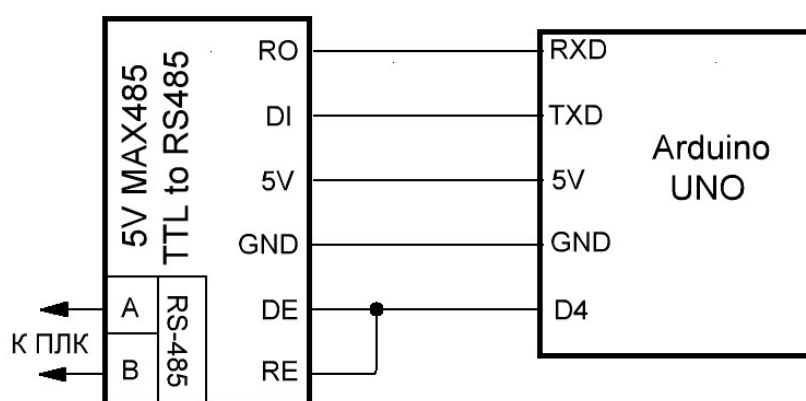 5V MAX485
TTL to RS485
RO
DI
5V
GND
DE
RE
A
B
RS-485
К ПЛК
RXD
TXD
5V
GND
D4
Arduino
UNO